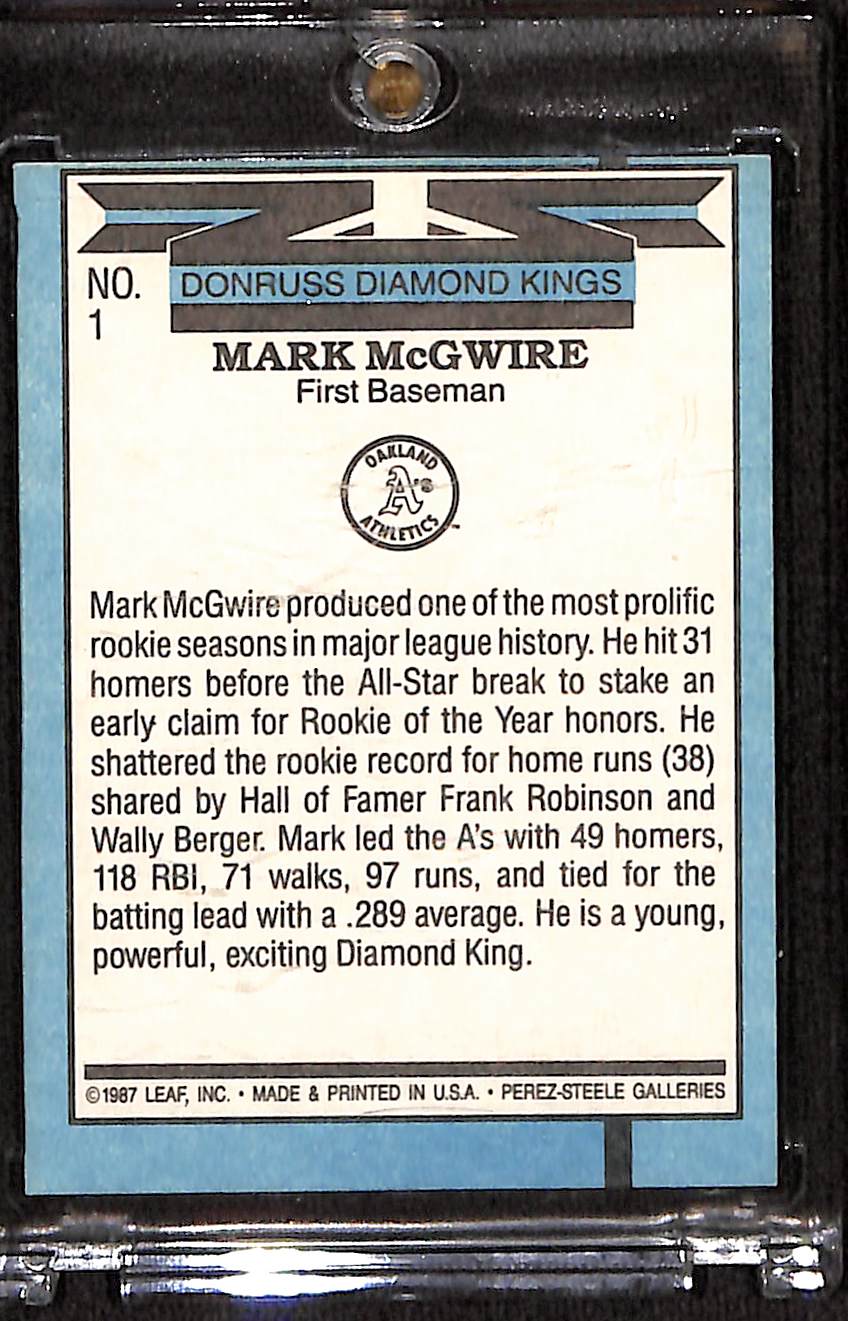 NO.
1
DONRUSS DIAMOND KINGS
MARK McGWIRE
First Baseman
OAKLAND
A's
ATHLETICS
TM
Mark McGwire produced one of the most prolific
rookie seasons in major league history. He hit 31
homers before the All-Star break to stake an
early claim for Rookie of the Year honors. He
shattered the rookie record for home runs (38)
shared by Hall of Famer Frank Robinson and
Wally Berger. Mark led the A's with 49 homers,
118 RBI, 71 walks, 97 runs, and tied for the
batting lead with a .289 average. He is a young,
powerful, exciting Diamond King.
©1987 LEAF, INC. • MADE & PRINTED IN U.S.A. • PEREZ-STEELE GALLERIES